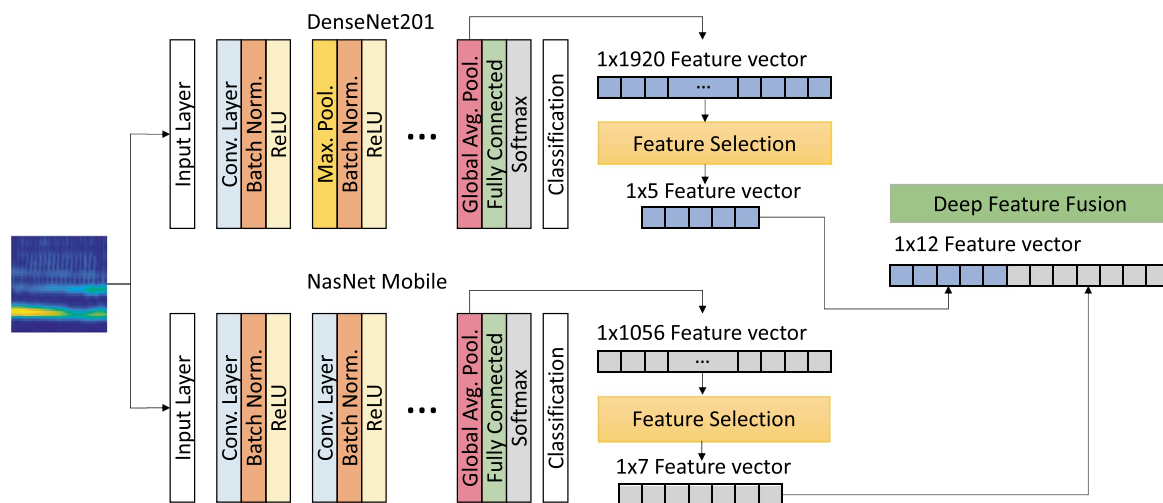 DenseNet201
Input Layer
Conv. Layer
Batch Norm.
ReLU
Max. Pool.
Batch Norm.
ReLU
...
Global Avg. Pool.
Fully Connected
Softmax
Classification
1x1920 Feature vector
...
Feature Selection
1x5 Feature vector
Deep Feature Fusion
1x12 Feature vector
NasNet Mobile
Input Layer
Conv. Layer
Batch Norm.
ReLU
Conv. Layer
Batch Norm.
ReLU
...
Global Avg. Pool.
Fully Connected
Softmax
Classification
1x1056 Feature vector
...
Feature Selection
1x7 Feature vector